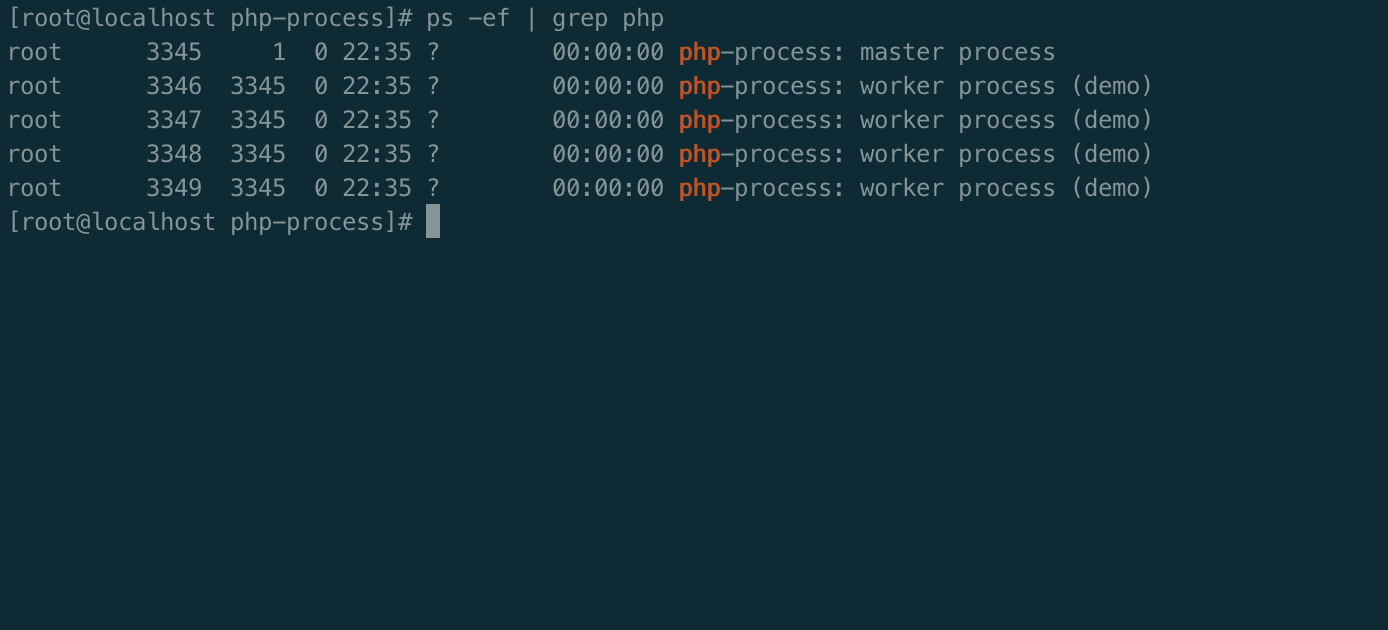 [root@localhost php-process]# ps -ef | grep php
root      3345     1  0 22:35 ?        00:00:00 php-process: master process
root      3346  3345  0 22:35 ?        00:00:00 php-process: worker process (demo)
root      3347  3345  0 22:35 ?        00:00:00 php-process: worker process (demo)
root      3348  3345  0 22:35 ?        00:00:00 php-process: worker process (demo)
root      3349  3345  0 22:35 ?        00:00:00 php-process: worker process (demo)
[root@localhost php-process]#